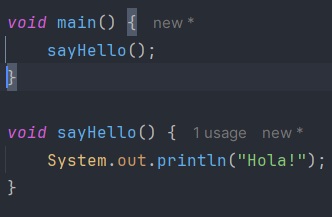 void main() { new *
    sayHello();
}
void sayHello() { 1 usage new *
    System.out.println("Hola!");
}